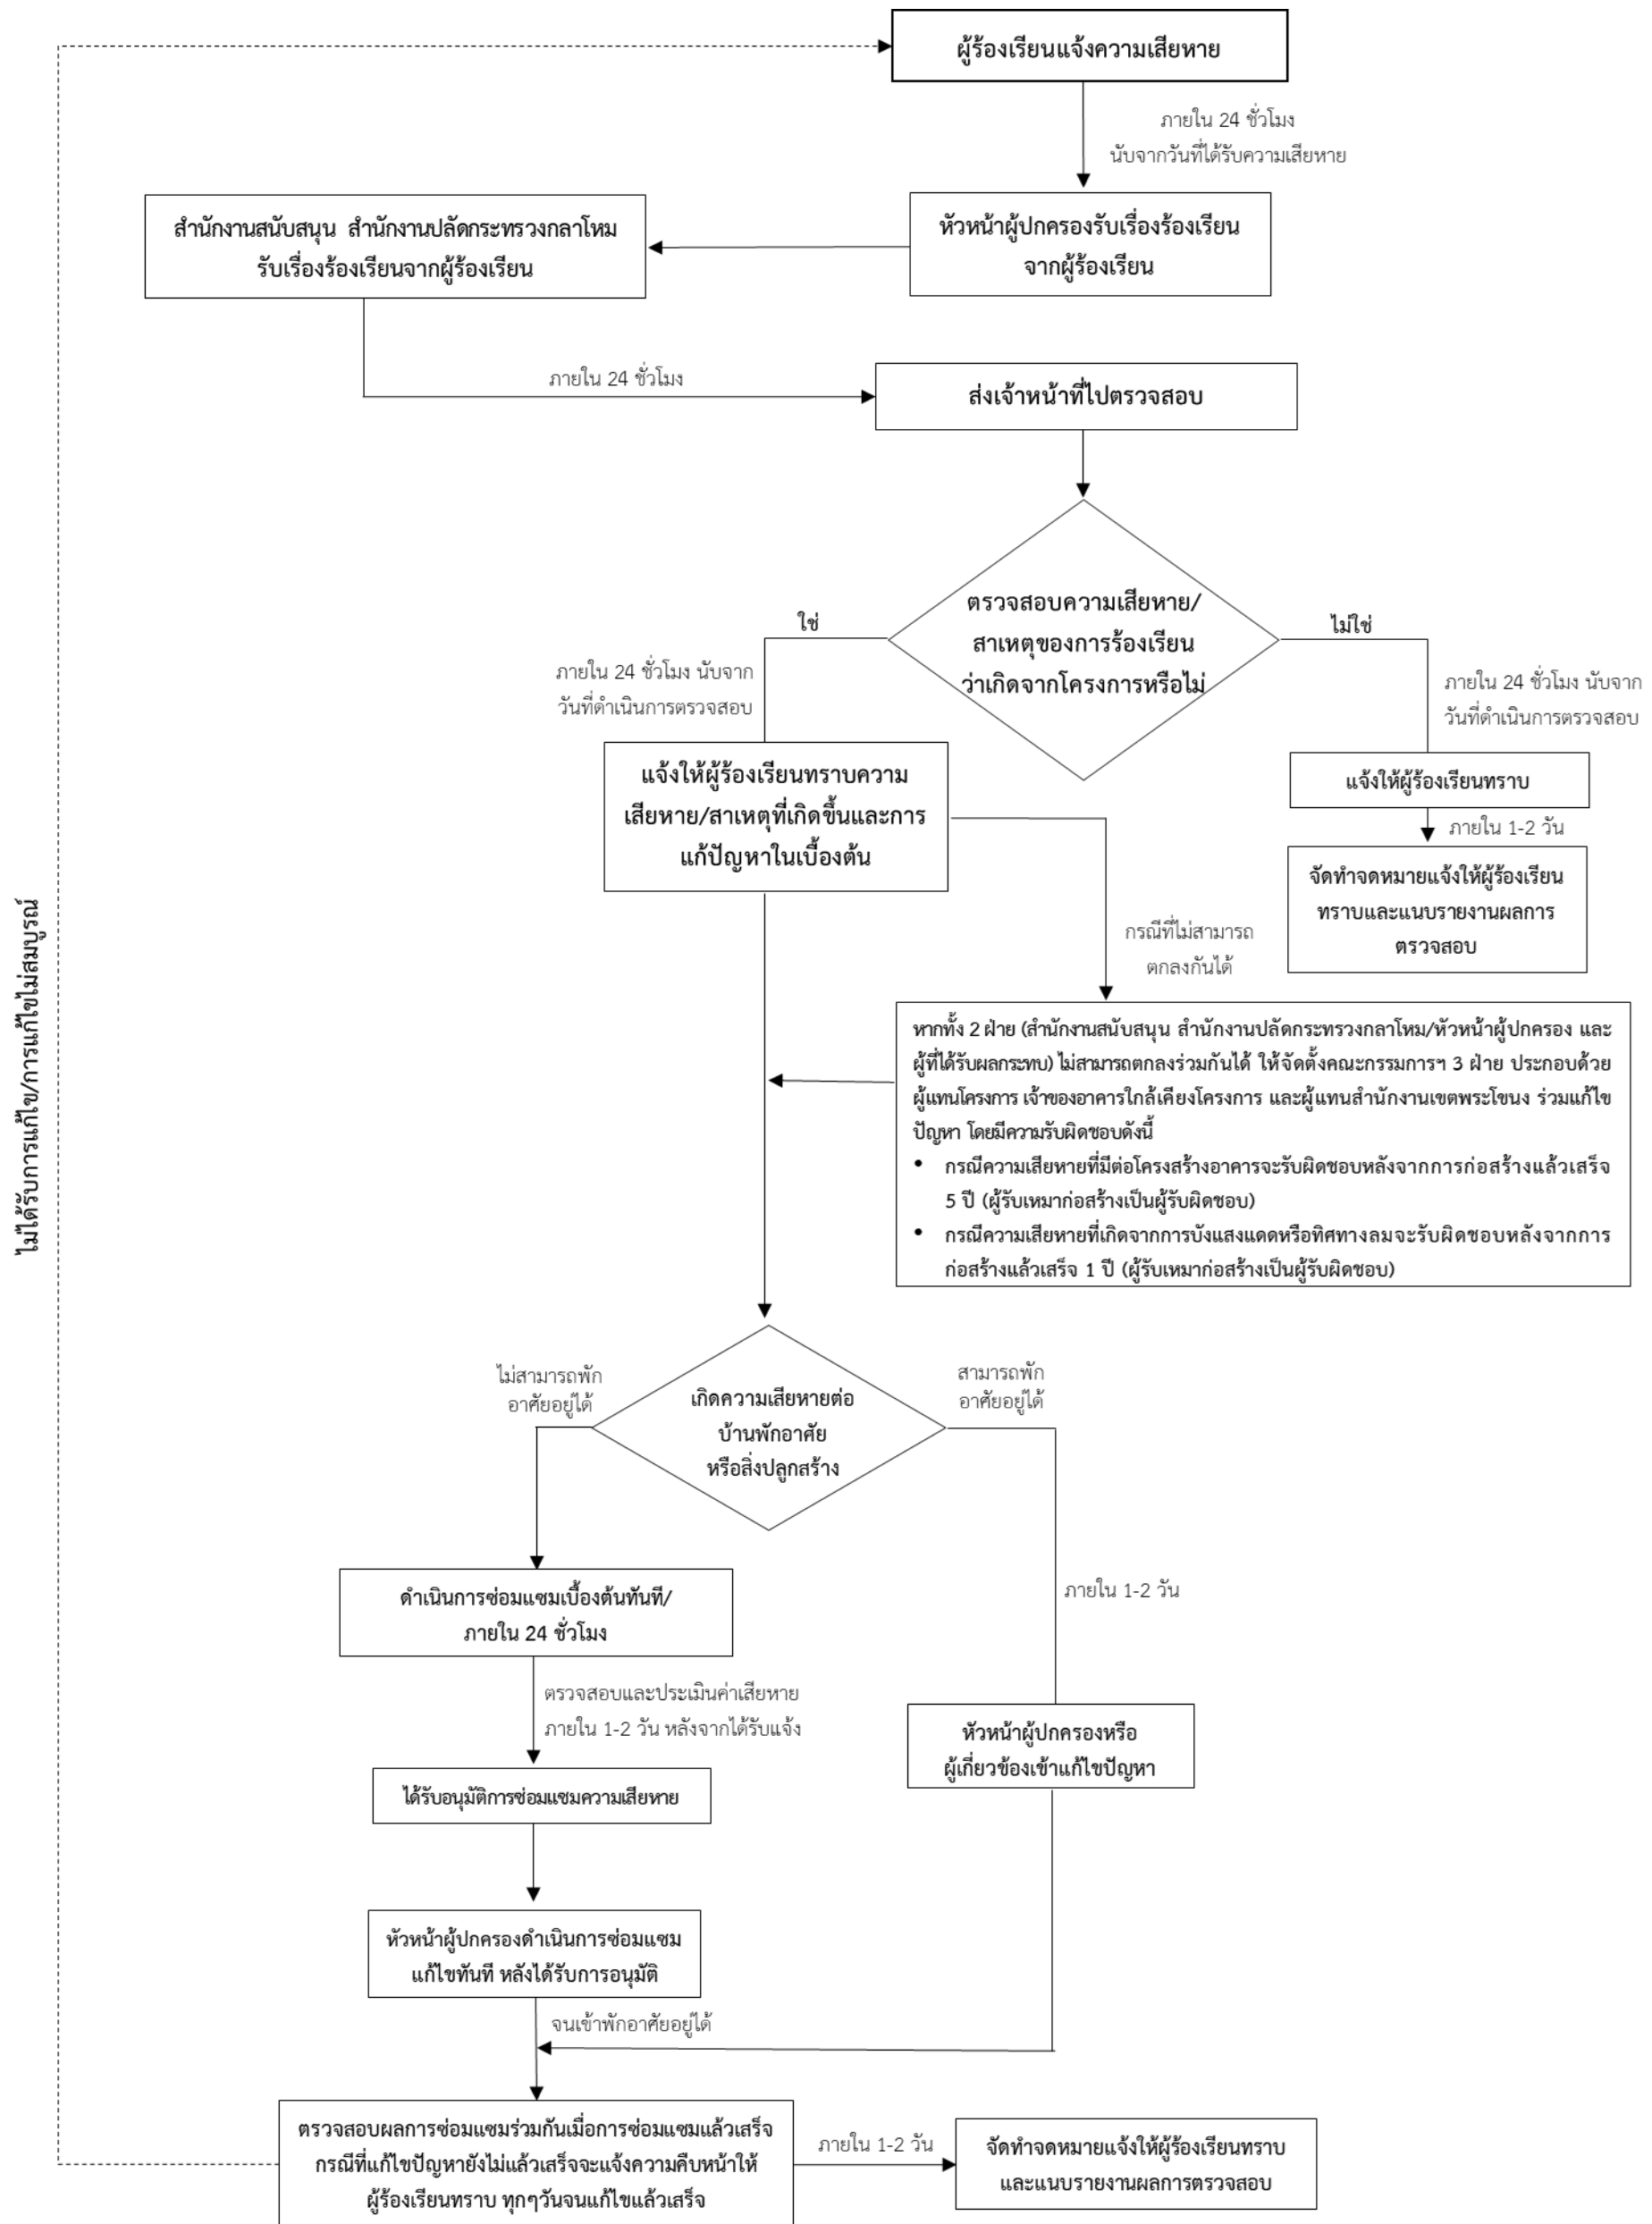 ผู้ร้องเรียนแจ้งความเสียหาย
ภายใน 24 ชั่วโมง
นับจากวันที่ได้รับความเสียหาย
หัวหน้าผู้ปกครองรับเรื่องร้องเรียน
จากผู้ร้องเรียน
สำนักงานสนับสนุน สำนักงานปลัดกระทรวงกลาโหม
รับเรื่องร้องเรียนจากผู้ร้องเรียน
ภายใน 24 ชั่วโมง
ส่งเจ้าหน้าที่ไปตรวจสอบ
ตรวจสอบความเสียหาย/
สาเหตุของการร้องเรียน
ว่าเกิดจากโครงการหรือไม่
ใช่
ภายใน 24 ชั่วโมง นับจาก
วันที่ดำเนินการตรวจสอบ
ไม่ใช่
ภายใน 24 ชั่วโมง นับจาก
วันที่ดำเนินการตรวจสอบ
แจ้งให้ผู้ร้องเรียนทราบความ
เสียหาย/สาเหตุที่เกิดขึ้นและการ
แก้ปัญหาในเบื้องต้น
แจ้งให้ผู้ร้องเรียนทราบ
ภายใน 1-2 วัน
จัดทำจดหมายแจ้งให้ผู้ร้องเรียน
ทราบและแนบรายงานผลการ
ตรวจสอบ
กรณีที่ไม่สามารถ
ตกลงกันได้
หากทั้ง 2 ฝ่าย (สำนักงานสนับสนุน สำนักงานปลัดกระทรวงกลาโหม/หัวหน้าผู้ปกครอง และ
ผู้ที่ได้รับผลกระทบ) ไม่สามารถตกลงร่วมกันได้ ให้จัดตั้งคณะกรรมการฯ 3 ฝ่าย ประกอบด้วย
ผู้แทนโครงการ เจ้าของอาคารใกล้เคียงโครงการ และผู้แทนสำนักงานเขตพระโขนง ร่วมแก้ไข
ปัญหา โดยมีความรับผิดชอบดังนี้
• กรณีความเสียหายที่มีต่อโครงสร้างอาคารจะรับผิดชอบหลังจากการก่อสร้างแล้วเสร็จ
5 ปี (ผู้รับเหมาก่อสร้างเป็นผู้รับผิดชอบ)
• กรณีความเสียหายที่เกิดจากการบังแสงแดดหรือทิศทางลมจะรับผิดชอบหลังจากการ
ก่อสร้างแล้วเสร็จ 1 ปี (ผู้รับเหมาก่อสร้างเป็นผู้รับผิดชอบ)
ไม่ได้รับการแก้ไข/การแก้ไขไม่สมบูรณ์
เกิดความเสียหายต่อ
บ้านพักอาศัย
หรือสิ่งปลูกสร้าง
ไม่สามารถพัก
อาศัยอยู่ได้
สามารถพัก
อาศัยอยู่ได้
ดำเนินการซ่อมแซมเบื้องต้นทันที/
ภายใน 24 ชั่วโมง
ภายใน 1-2 วัน
ตรวจสอบและประเมินค่าเสียหาย
ภายใน 1-2 วัน หลังจากได้รับแจ้ง
หัวหน้าผู้ปกครองหรือ
ผู้เกี่ยวข้องเข้าแก้ไขปัญหา
ได้รับอนุมัติการซ่อมแซมความเสียหาย
หัวหน้าผู้ปกครองดำเนินการซ่อมแซม
แก้ไขทันที หลังได้รับการอนุมัติ
จนเข้าพักอาศัยอยู่ได้
ตรวจสอบผลการซ่อมแซมร่วมกันเมื่อการซ่อมแซมแล้วเสร็จ
กรณีที่แก้ไขปัญหายังไม่แล้วเสร็จจะแจ้งความคืบหน้าให้
ผู้ร้องเรียนทราบ ทุกๆวันจนแก้ไขแล้วเสร็จ
ภายใน 1-2 วัน
จัดทำจดหมายแจ้งให้ผู้ร้องเรียนทราบ
และแนบรายงานผลการตรวจสอบ